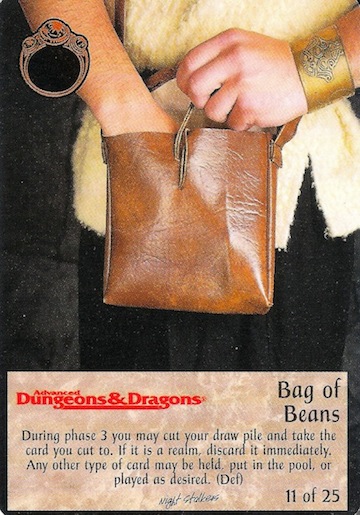 Advanced
Dungeons&Dragons®
Bag of
Beans
During phase 3 you may cut your draw pile and take the
card you cut to. If it is a realm, discard it immediately.
Any other type of card may be held, put in the pool, or
played as desired. (Def)
Night Stalkers
11 of 25